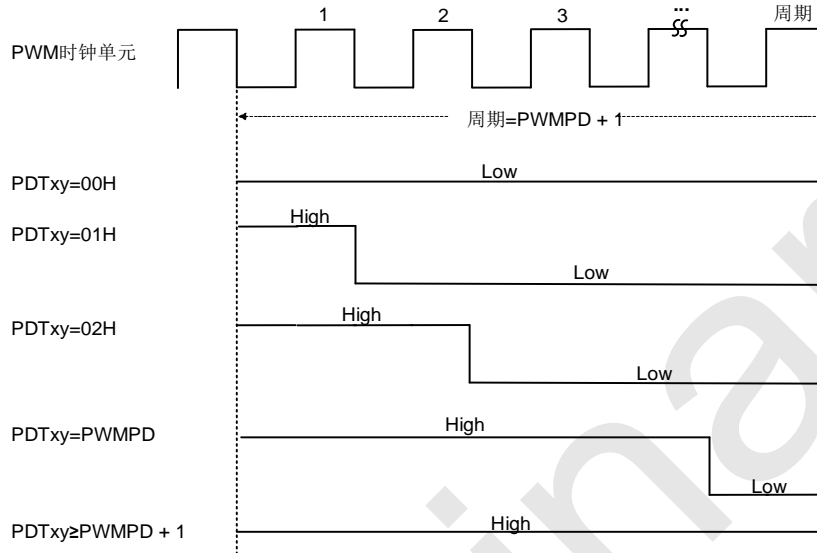 1 2 3 ... 周期
PWM时钟单元
周期=PWMPD + 1
PDTxy=00H Low
PDTxy=01H High
Low
PDTxy=02H High
Low
PDTxy=PWMPD High
Low
PDTxy≥PWMPD + 1 High